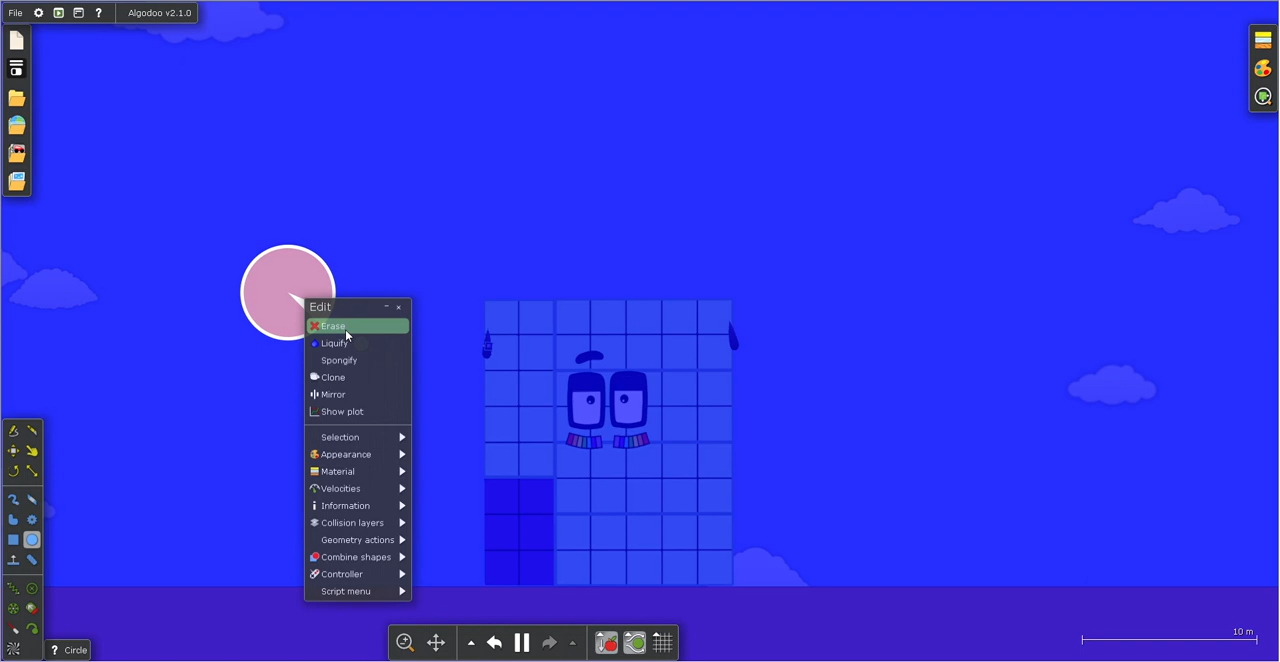 File
?
Algodoo v2.1.0
Edit
Erase
Liquify
Spongify
Clone
Mirror
Show plot
Selection
Appearance
Material
Velocities
Information
Collision layers
Geometry actions
Combine shapes
Controller
Script menu
? Circle
10 m